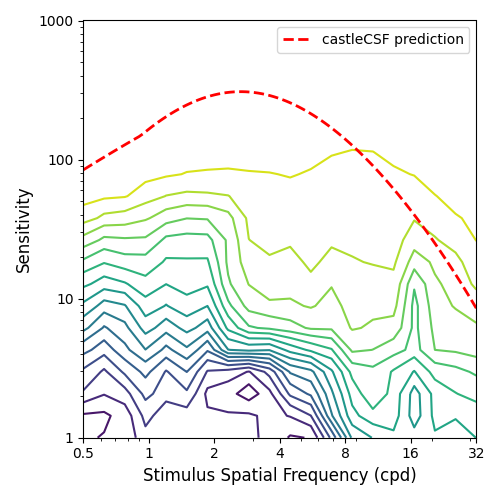 1000
castleCSF prediction
100
Sensitivity
10
1
0.5 1 2 4 8 16 32
Stimulus Spatial Frequency (cpd)